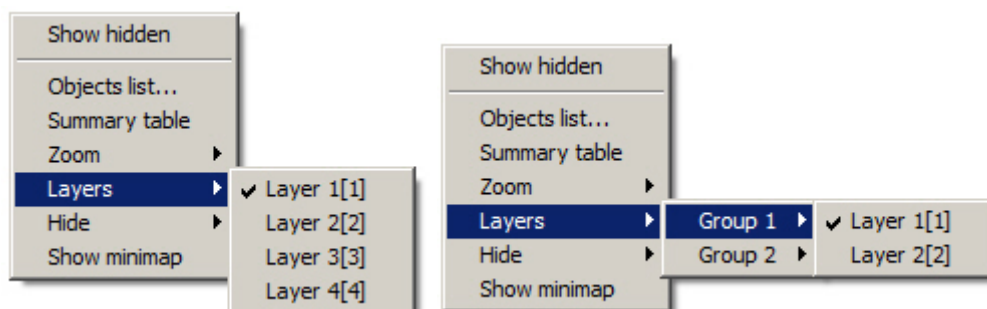 Show hidden
Objects list...
Summary table
Zoom
Layers
Hide
Show minimap
Layer 1[1]
Layer 2[2]
Layer 3[3]
Layer 4[4]
Show hidden
Objects list...
Summary table
Zoom
Layers
Hide
Show minimap
Group 1
Group 2
Layer 1[1]
Layer 2[2]